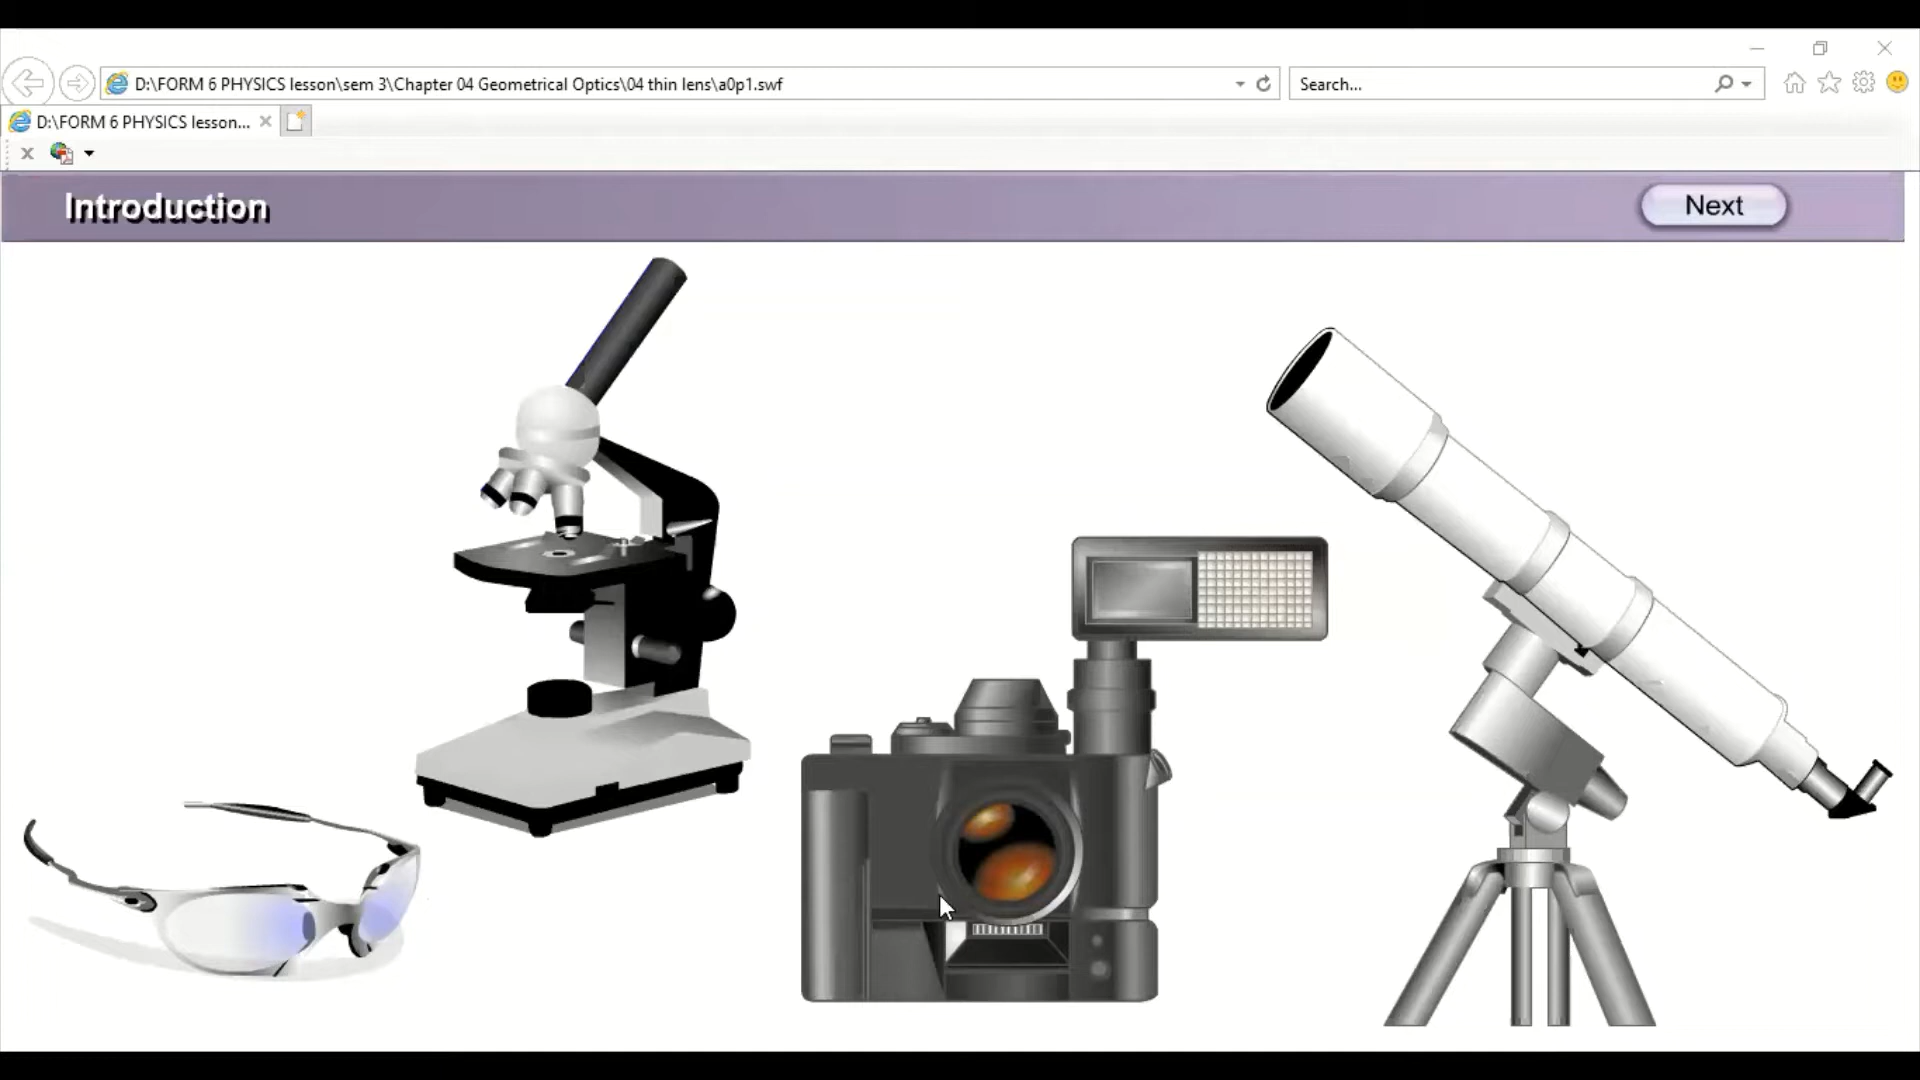 D:\FORM 6 PHYSICS lesson\sem 3\Chapter 04 Geometrical Optics\04 thin lens\a0p1.swf
Search...
D:\FORM 6 PHYSICS lesson...
Introduction
Next